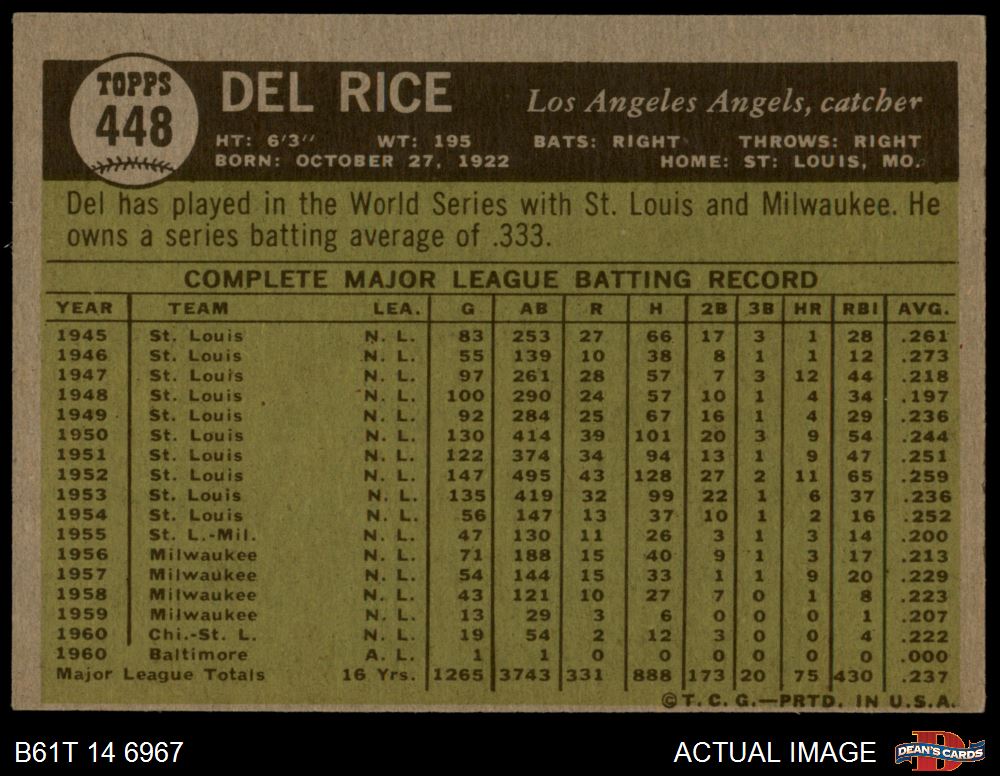 TOPPS
448
DEL RICE
Los Angeles Angels, catcher
HT: 6'3" WT: 195 BATS: RIGHT THROWS: RIGHT
BORN: OCTOBER 27, 1922 HOME: ST: LOUIS, MO.
Del has played in the World Series with St. Louis and Milwaukee. He
owns a series batting average of .333.
COMPLETE MAJOR LEAGUE BATTING RECORD
YEAR TEAM LEA. G AB R H 2B 3B HR RBI AVG.
1945 St. Louis N. L. 83 253 27 66 17 3 1 28 .261
1946 St. Louis N. L. 55 139 10 38 8 1 1 12 .273
1947 St. Louis N. L. 97 261 28 57 7 3 12 44 .218
1948 St. Louis N. L. 100 290 24 57 10 1 4 34 .197
1949 St. Louis N. L. 92 284 25 67 16 1 4 29 .236
1950 St. Louis N. L. 130 414 39 101 20 3 9 54 .244
1951 St. Louis N. L. 122 374 34 94 13 1 9 47 .251
1952 St. Louis N. L. 147 495 43 128 27 2 11 65 .259
1953 St. Louis N. L. 135 419 32 99 22 1 6 37 .236
1954 St. Louis N. L. 56 147 13 37 10 1 2 16 .252
1955 St. L.-Mil. N. L. 47 130 11 26 3 1 3 14 .200
1956 Milwaukee N. L. 71 188 15 40 9 1 3 17 .213
1957 Milwaukee N. L. 54 144 15 33 1 1 9 20 .229
1958 Milwaukee N. L. 43 121 10 27 7 0 1 8 .223
1959 Milwaukee N. L. 13 29 3 6 0 0 0 1 .207
1960 Chi.-St. L. N. L. 19 54 2 12 3 0 0 4 .222
1960 Baltimore A. L. 1 1 0 0 0 0 0 0 .000
Major League Totals 16 Yrs. 1265 3743 331 888 173 20 75 430 .237
©T. C. G.—PRTD. IN U.S.A.
B61T 14 6967
ACTUAL IMAGE
D
DEAN'S CARDS